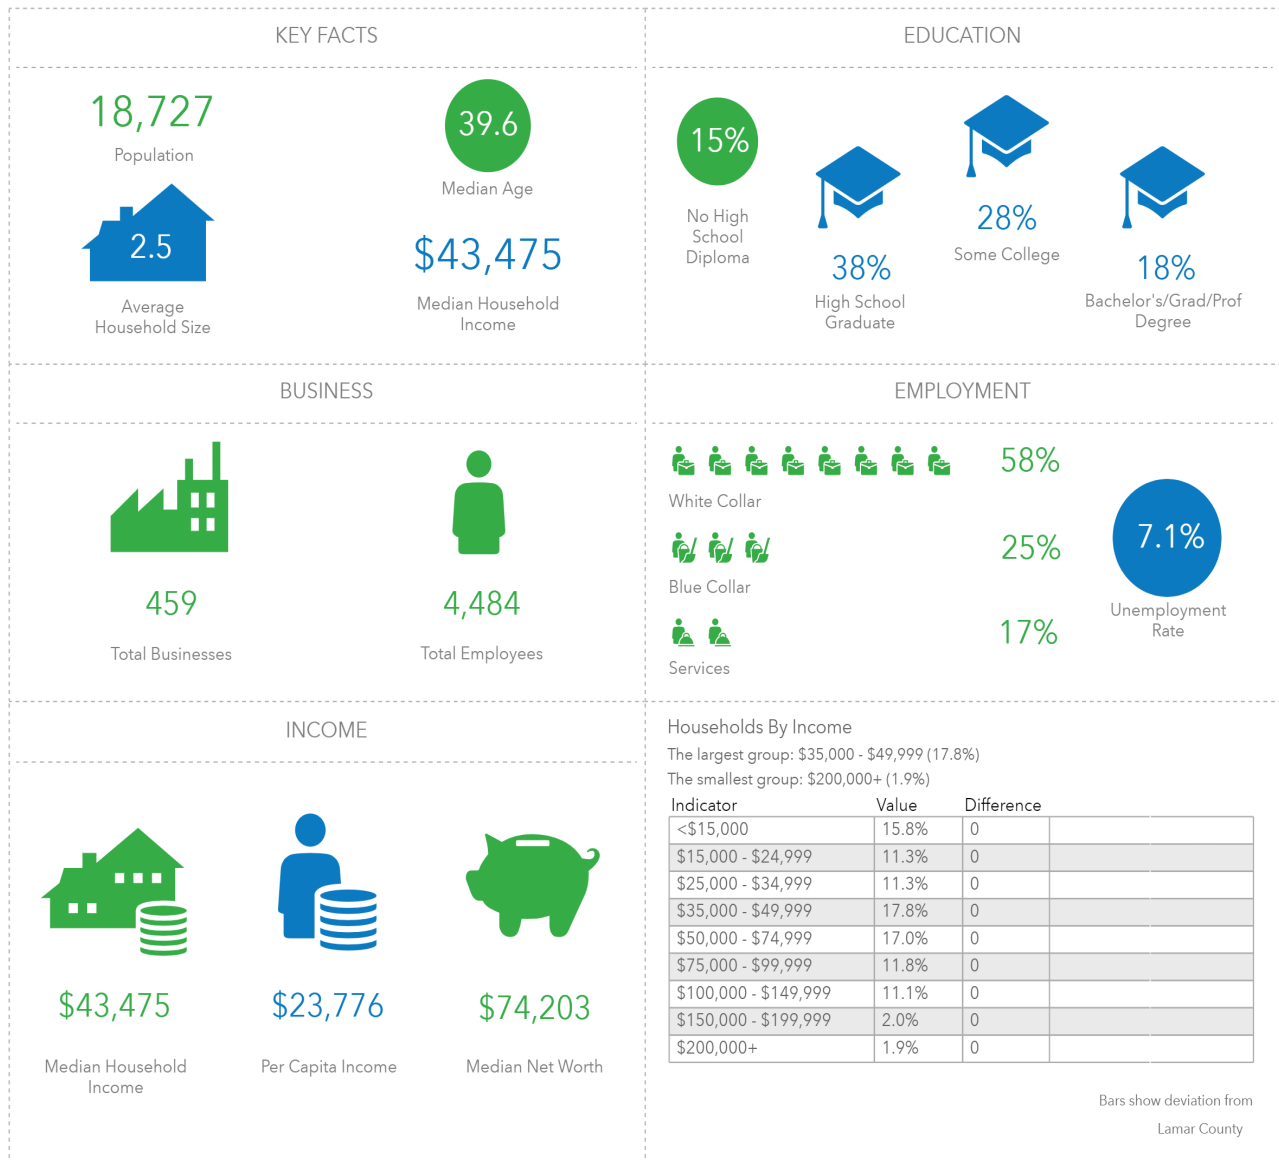 KEY FACTS
18,727
Population
39.6
Median Age
2.5
Average
Household Size
$43,475
Median Household
Income
EDUCATION
15%
No High
School
Diploma
38%
High School
Graduate
28%
Some College
18%
Bachelor's/Grad/Prof
Degree
BUSINESS
459
Total Businesses
4,484
Total Employees
EMPLOYMENT
58%
White Collar
25%
Blue Collar
17%
Services
7.1%
Unemployment
Rate
INCOME
$43,475
Median Household
Income
$23,776
Per Capita Income
$74,203
Median Net Worth
Households By Income
The largest group: $35,000 - $49,999 (17.8%)
The smallest group: $200,000+ (1.9%)
Indicator Value Difference
<$15,000 15.8% 0
$15,000 - $24,999 11.3% 0
$25,000 - $34,999 11.3% 0
$35,000 - $49,999 17.8% 0
$50,000 - $74,999 17.0% 0
$75,000 - $99,999 11.8% 0
$100,000 - $149,999 11.1% 0
$150,000 - $199,999 2.0% 0
$200,000+ 1.9% 0
Bars show deviation from
Lamar County